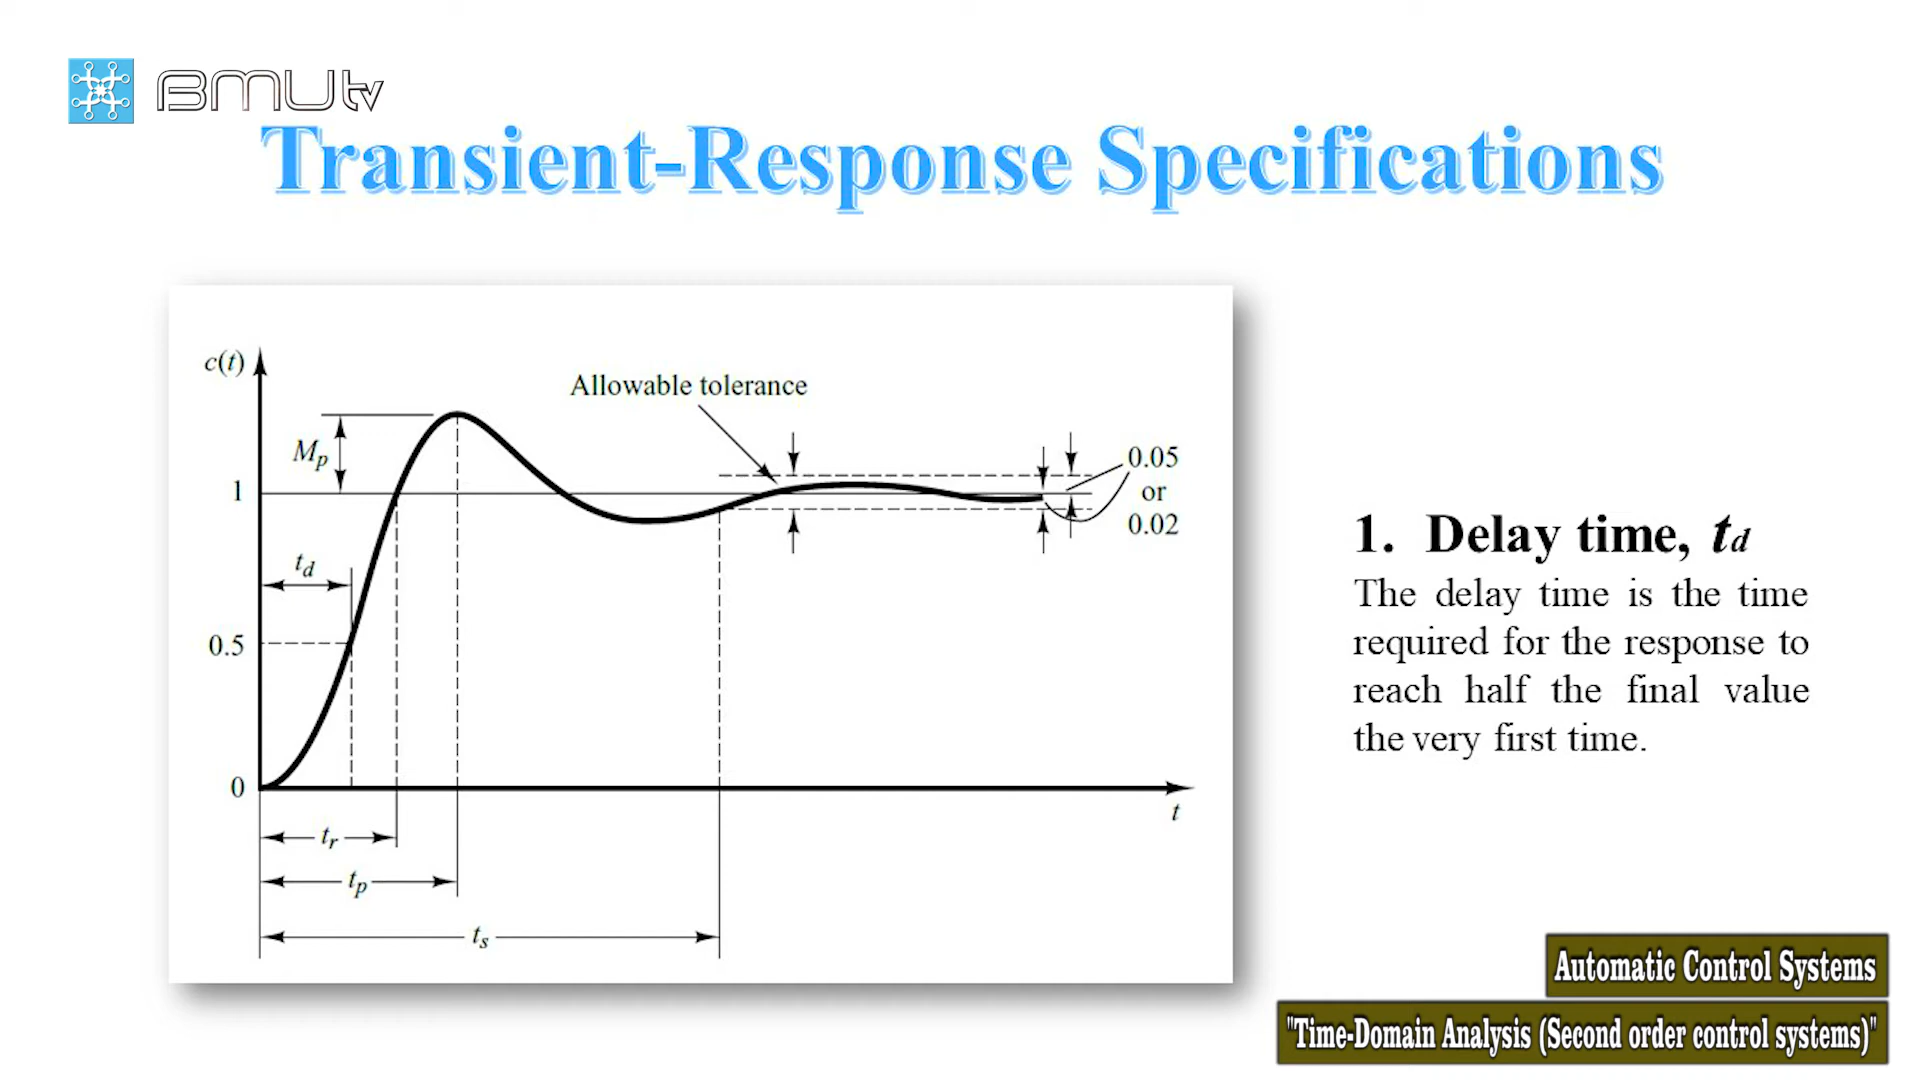 BMUtv
Transient-Response Specifications
c(t)
Allowable tolerance
Mp
0.05
1
or
0.02
td
0.5
0
t
tr
tp
ts
1. Delay time, td
The delay time is the time
required for the response to
reach half the final value
the very first time.
Automatic Control Systems
"Time-Domain Analysis (Second order control systems)"